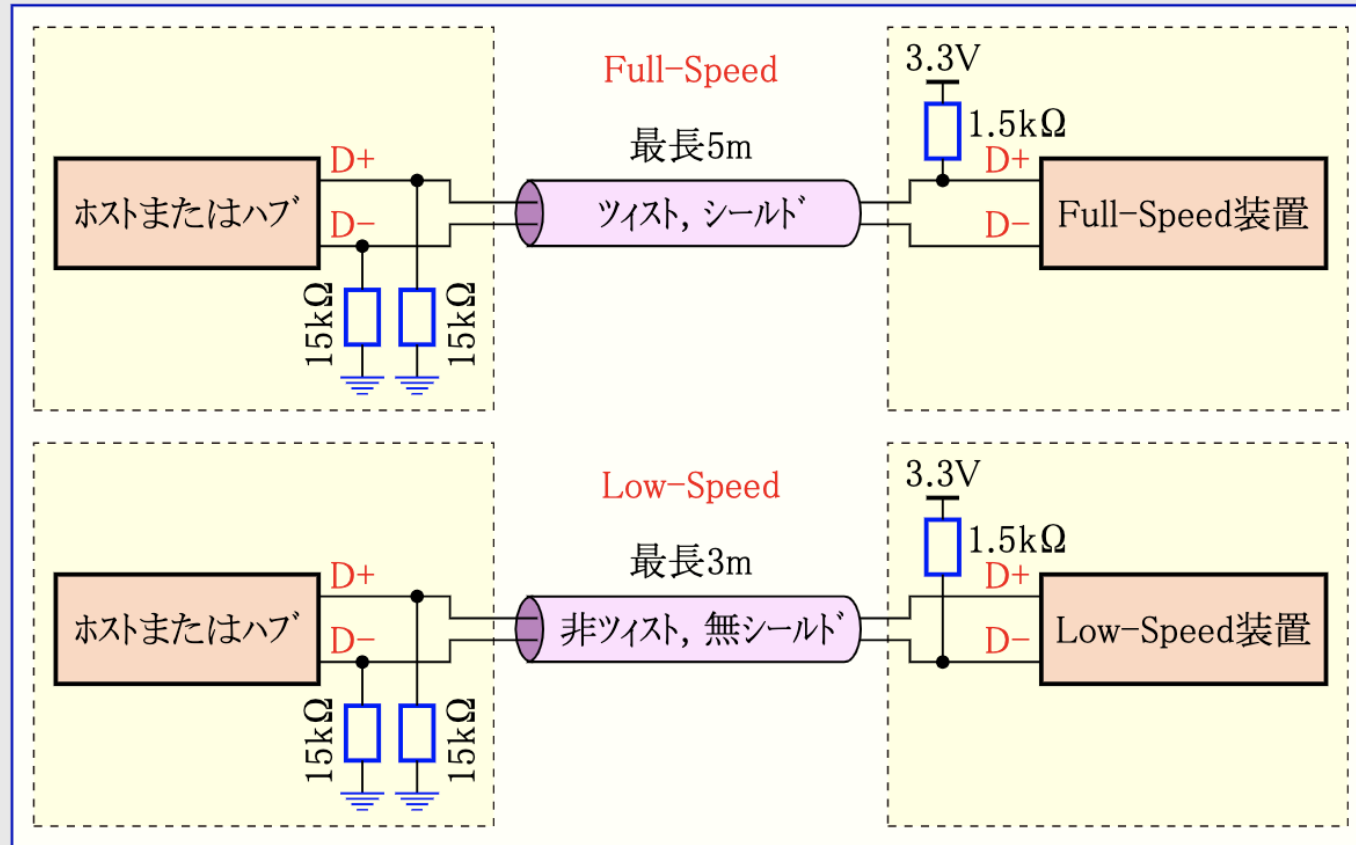 Full-Speed
3.3V
1.5kΩ
最長5m
D+
D+
ホストまたはハブ
ツィスト, シールド
Full-Speed装置
D-
D-
15kΩ
15kΩ
Low-Speed
3.3V
1.5kΩ
最長3m
D+
D+
ホストまたはハブ
非ツィスト, 無シールド
Low-Speed装置
D-
D-
15kΩ
15kΩ